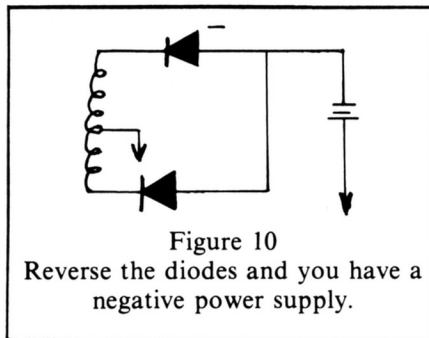 –
Figure 10
Reverse the diodes and you have a
negative power supply.